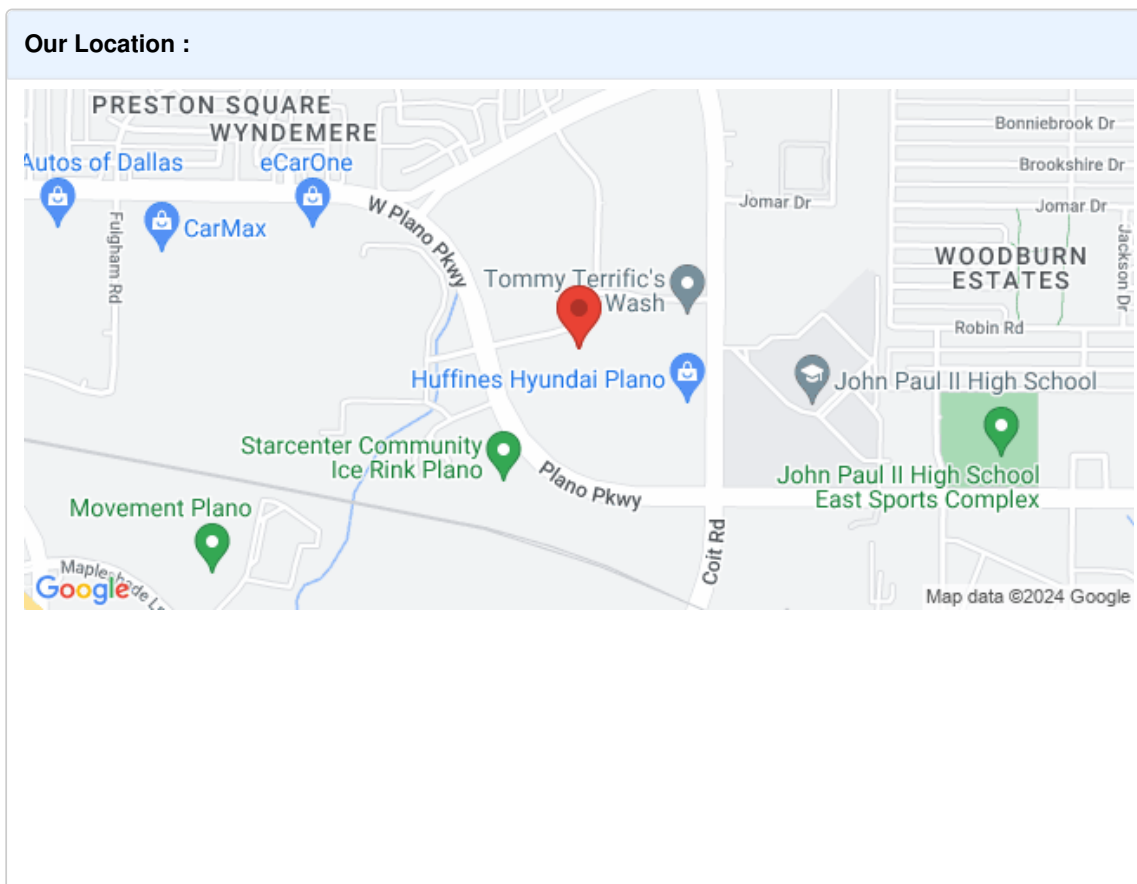 Our Location :
PRESTON SQUARE
WYNDEMERE
Bonniebrook Dr
Autos of Dallas
eCarOne
Brookshire Dr
CarMax
W Plano Pkwy
Jomar Dr
Jomar Dr
Fulgham Rd
Jackson Dr
WOODBURN
ESTATES
Tommy Terrific's
Wash
Robin Rd
Huffines Hyundai Plano
John Paul II High School
Starcenter Community
Ice Rink Plano
Plano Pkwy
John Paul II High School
East Sports Complex
Movement Plano
Coit Rd
Mapleshade Ln
Google
Map data ©2024 Google